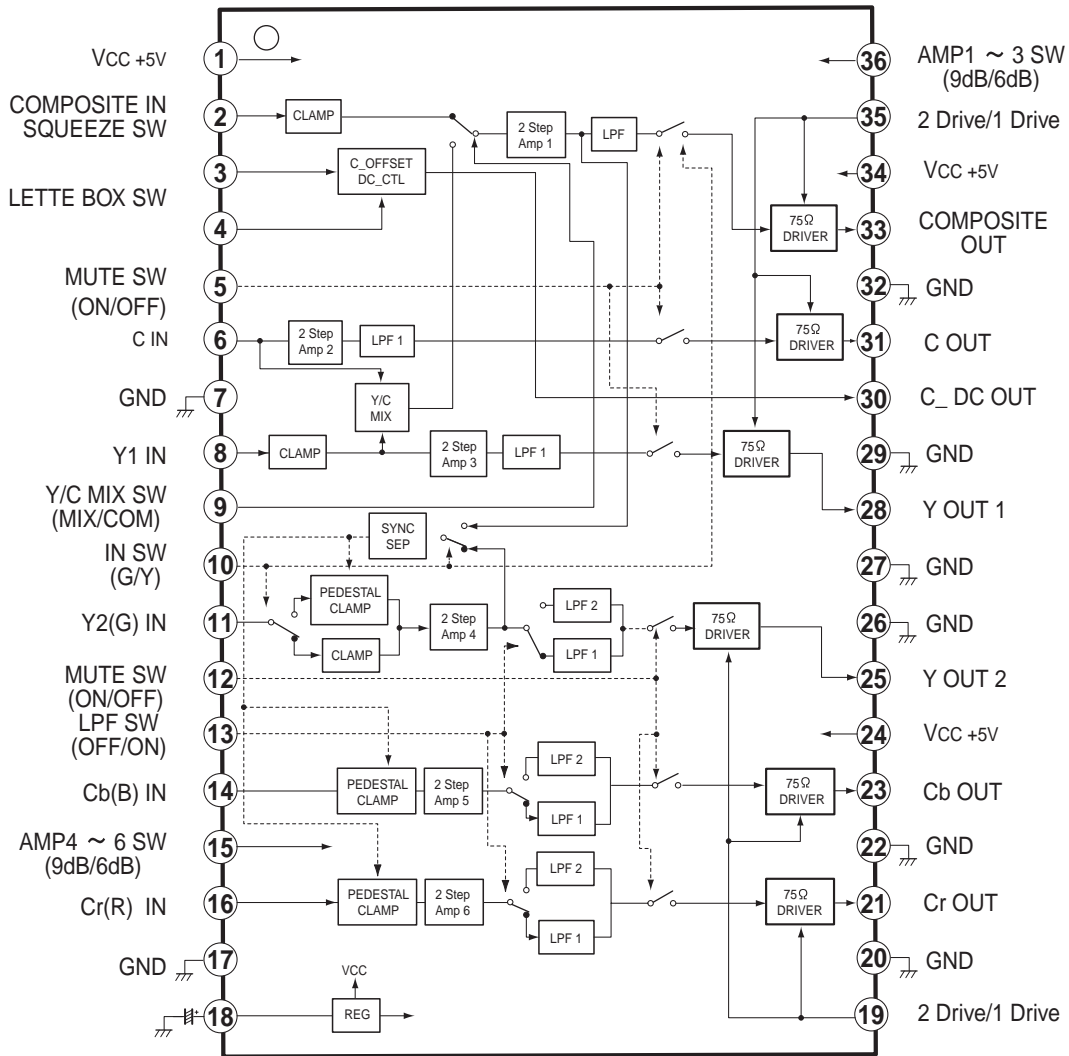 VCC +5V
1
COMPOSITE IN
2
SQUEEZE SW
3
LETTE BOX SW
4
MUTE SW
5
(ON/OFF)
C IN
6
GND
7
Y1 IN
8
Y/C MIX SW
9
(MIX/COM)
IN SW
10
(G/Y)
Y2(G) IN
11
MUTE SW
12
(ON/OFF)
LPF SW
13
(OFF/ON)
Cb(B) IN
14
AMP4 ~ 6 SW
15
(9dB/6dB)
Cr(R) IN
16
GND
17
18
CLAMP
2 Step
Amp 1
LPF
C_OFFSET
DC_CTL
75Ω
DRIVER
2 Step
Amp 2
LPF 1
75Ω
DRIVER
Y/C
MIX
CLAMP
2 Step
Amp 3
LPF 1
75Ω
DRIVER
SYNC
SEP
PEDESTAL
CLAMP
CLAMP
2 Step
Amp 4
LPF 2
LPF 1
75Ω
DRIVER
PEDESTAL
CLAMP
2 Step
Amp 5
LPF 2
LPF 1
75Ω
DRIVER
PEDESTAL
CLAMP
2 Step
Amp 6
LPF 2
LPF 1
75Ω
DRIVER
VCC
REG
36
AMP1 ~ 3 SW
(9dB/6dB)
35
2 Drive/1 Drive
34
VCC +5V
33
COMPOSITE
OUT
32
GND
31
C OUT
30
C_ DC OUT
29
GND
28
Y OUT 1
27
GND
26
GND
25
Y OUT 2
24
VCC +5V
23
Cb OUT
22
GND
21
Cr OUT
20
GND
19
2 Drive/1 Drive